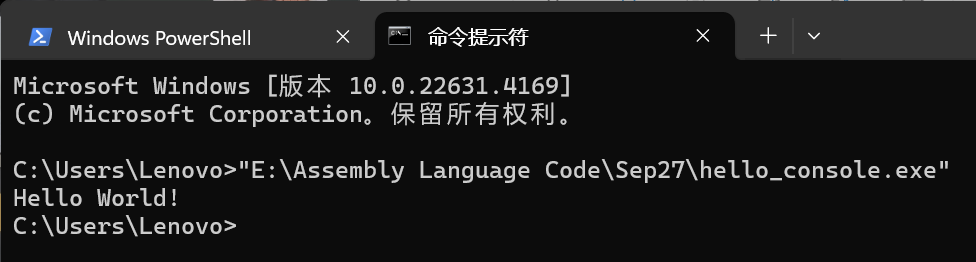 Windows PowerShell
命令提示符
Microsoft Windows [版本 10.0.22631.4169]
(c) Microsoft Corporation。保留所有权利。
C:\Users\Lenovo>"E:\Assembly Language Code\Sep27\hello_console.exe"
Hello World!
C:\Users\Lenovo>